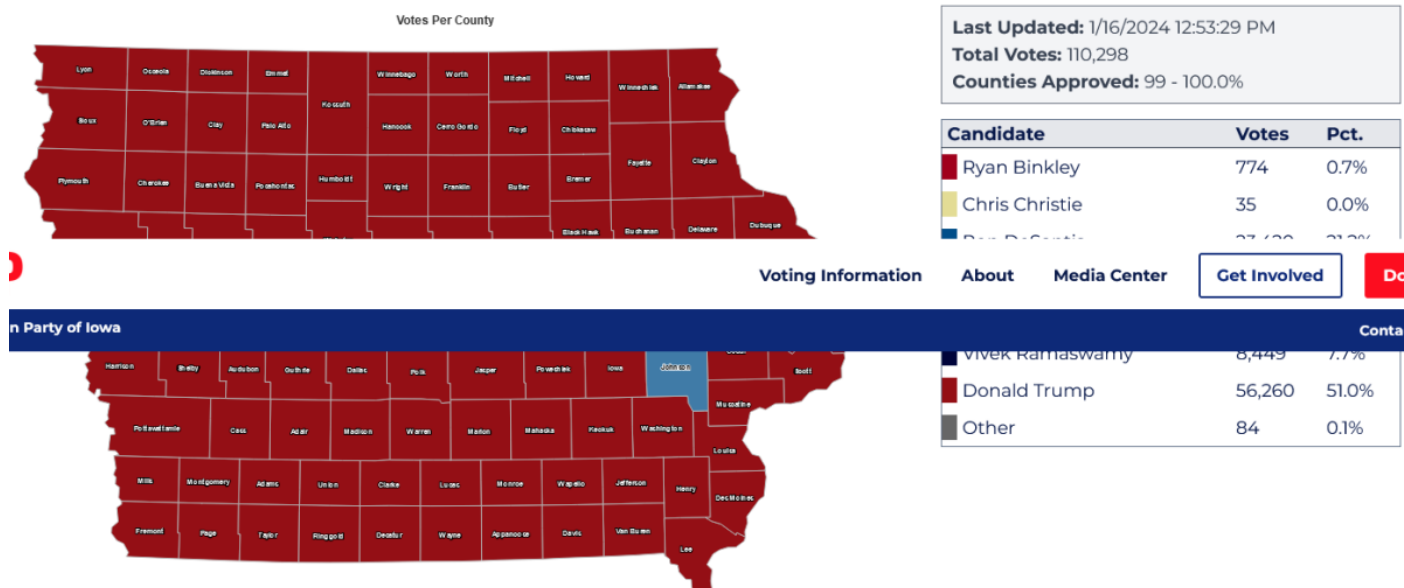 Votes Per County
Last Updated: 1/16/2024 12:53:29 PM
Total Votes: 110,298
Counties Approved: 99 - 100.0%
Candidate Votes Pct.
Ryan Binkley 774 0.7%
Chris Christie 35 0.0%
Lyon Osceola Dickinson Emmet Kossuth Winnebago Worth Mitchell Howard Winneshiek Allamakee
Sioux O'Brien Clay Palo Alto Hancock Cerro Gordo Floyd Chickasaw
Fayette Clayton
Plymouth Cherokee Buena Vista Pocahontas Humboldt Wright Franklin Butler Bremer
Black Hawk Buchanan Delaware Dubuque
Voting Information About Media Center Get Involved Do
n Party of Iowa Conta
Vivek Ramaswamy 8,449 7.7%
Donald Trump 56,260 51.0%
Other 84 0.1%
Harrison Shelby Audubon Guthrie Dallas Polk Jasper Poweshiek Iowa Johnson Scott
Muscatine
Pottawattamie Cass Adair Madison Warren Marion Mahaska Keokuk Washington
Louisa
Mills Montgomery Adams Union Clarke Lucas Monroe Wapello Jefferson Henry Des Moines
Fremont Page Taylor Ringgold Decatur Wayne Appanoose Davis Van Buren Lee